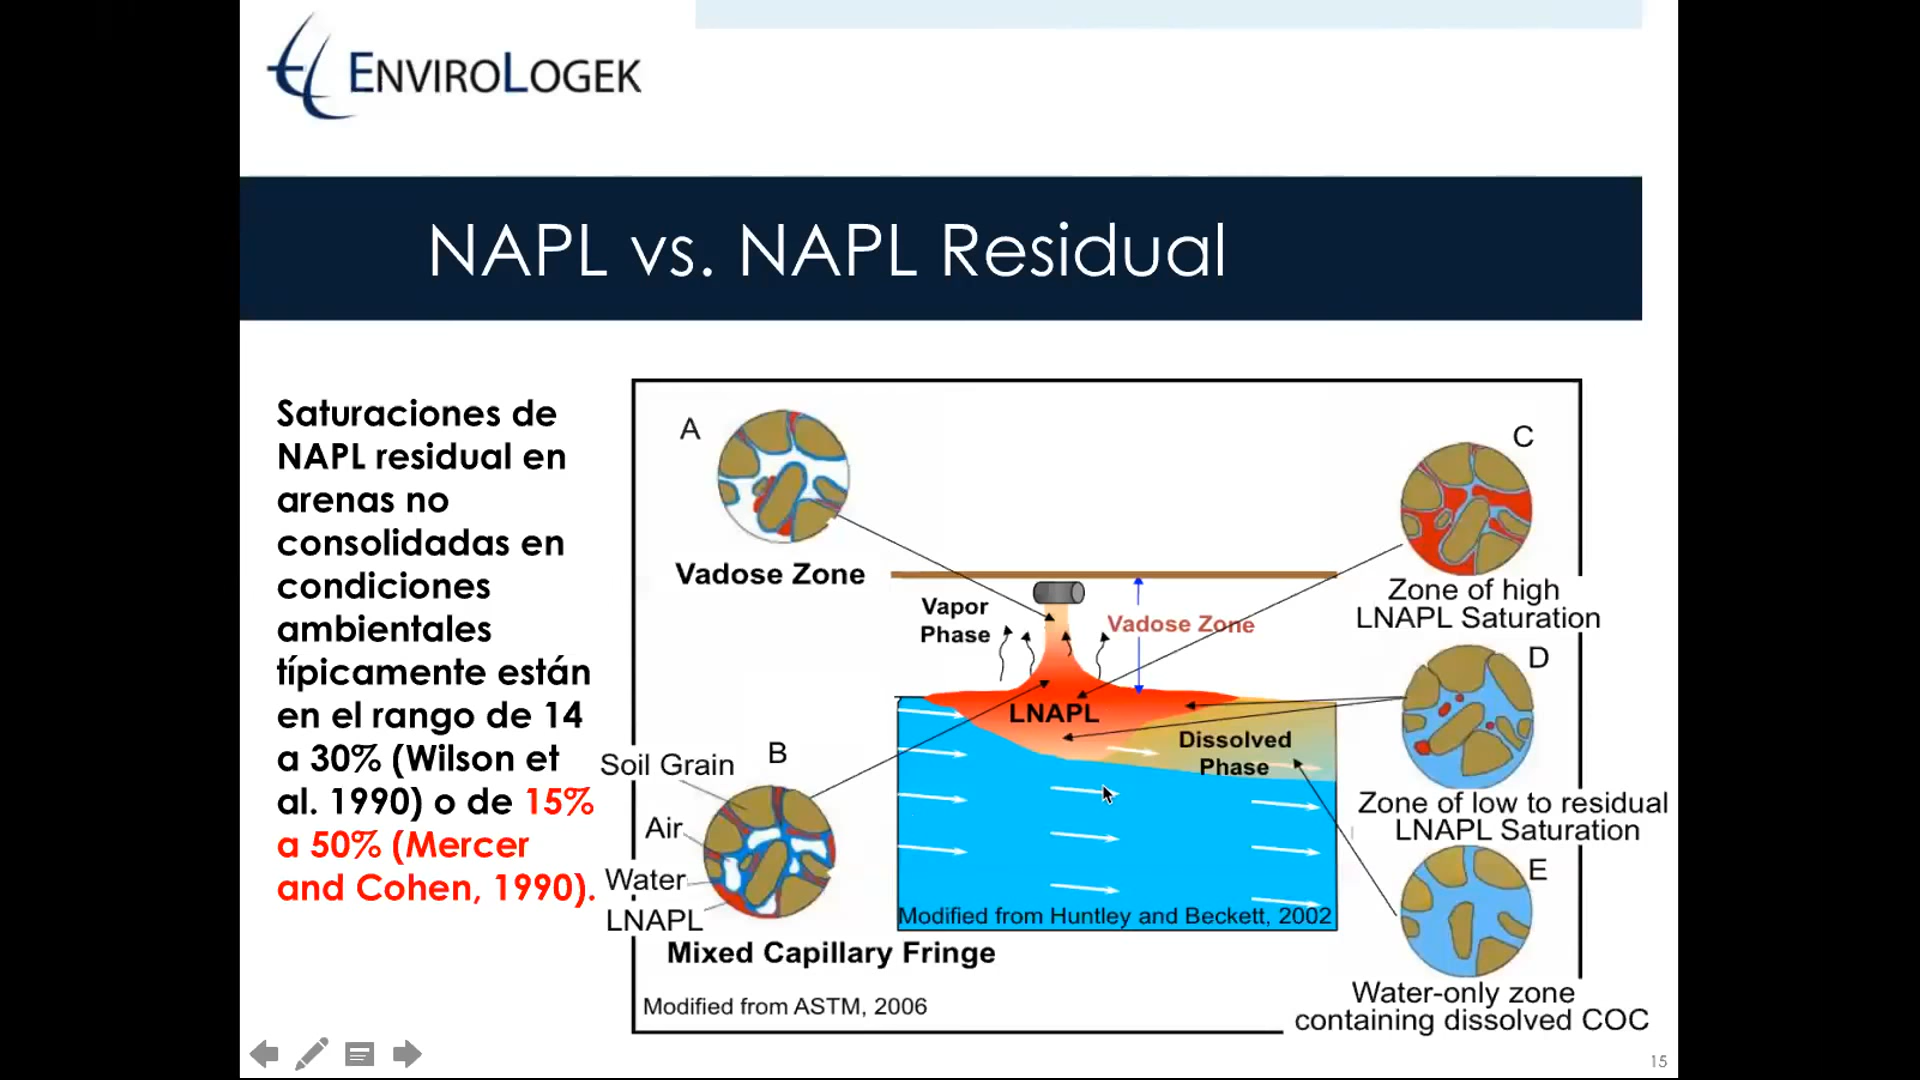 ENVIROLOGEK
NAPL vs. NAPL Residual
Saturaciones de
NAPL residual en
arenas no
consolidadas en
condiciones
ambientales
típicamente están
en el rango de 14
a 30% (Wilson et
al. 1990) o de 15%
a 50% (Mercer
and Cohen, 1990).
A
Vadose Zone
C
Zone of high
LNAPL Saturation
Vapor
Phase
Vadose Zone
LNAPL
Dissolved
Phase
D
Zone of low to residual
LNAPL Saturation
B
Soil Grain
Air
Water
LNAPL
Mixed Capillary Fringe
Modified from Huntley and Beckett, 2002
E
Water-only zone
containing dissolved COC
Modified from ASTM, 2006
15